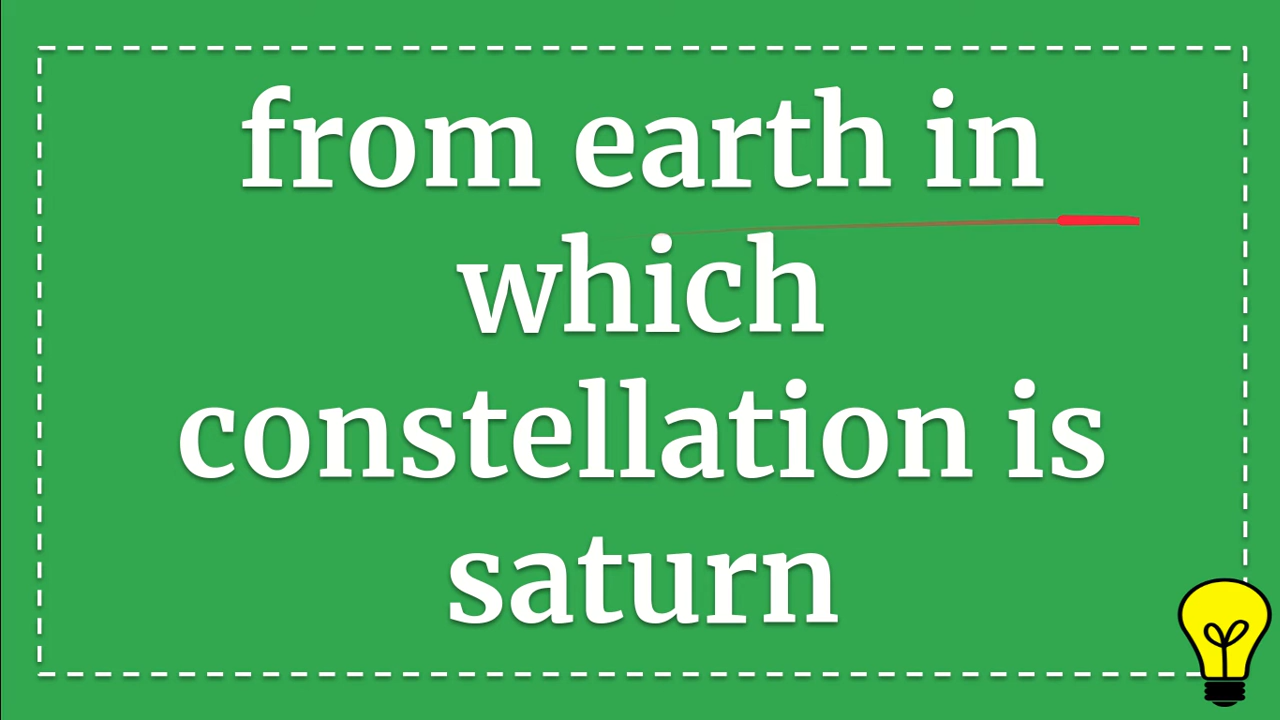 from earth in
which
constellation is
saturn